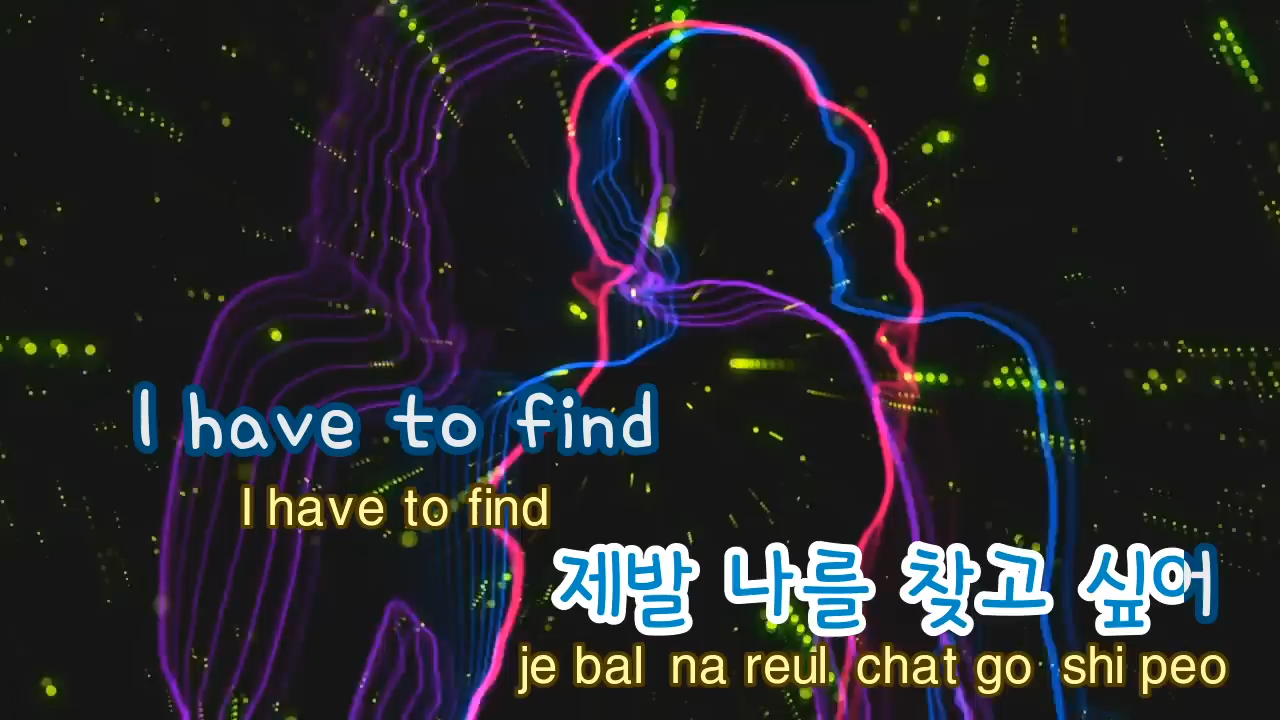 I have to find
I have to find
제발 나를 찾고 싶어
je bal na reul chat go shi peo